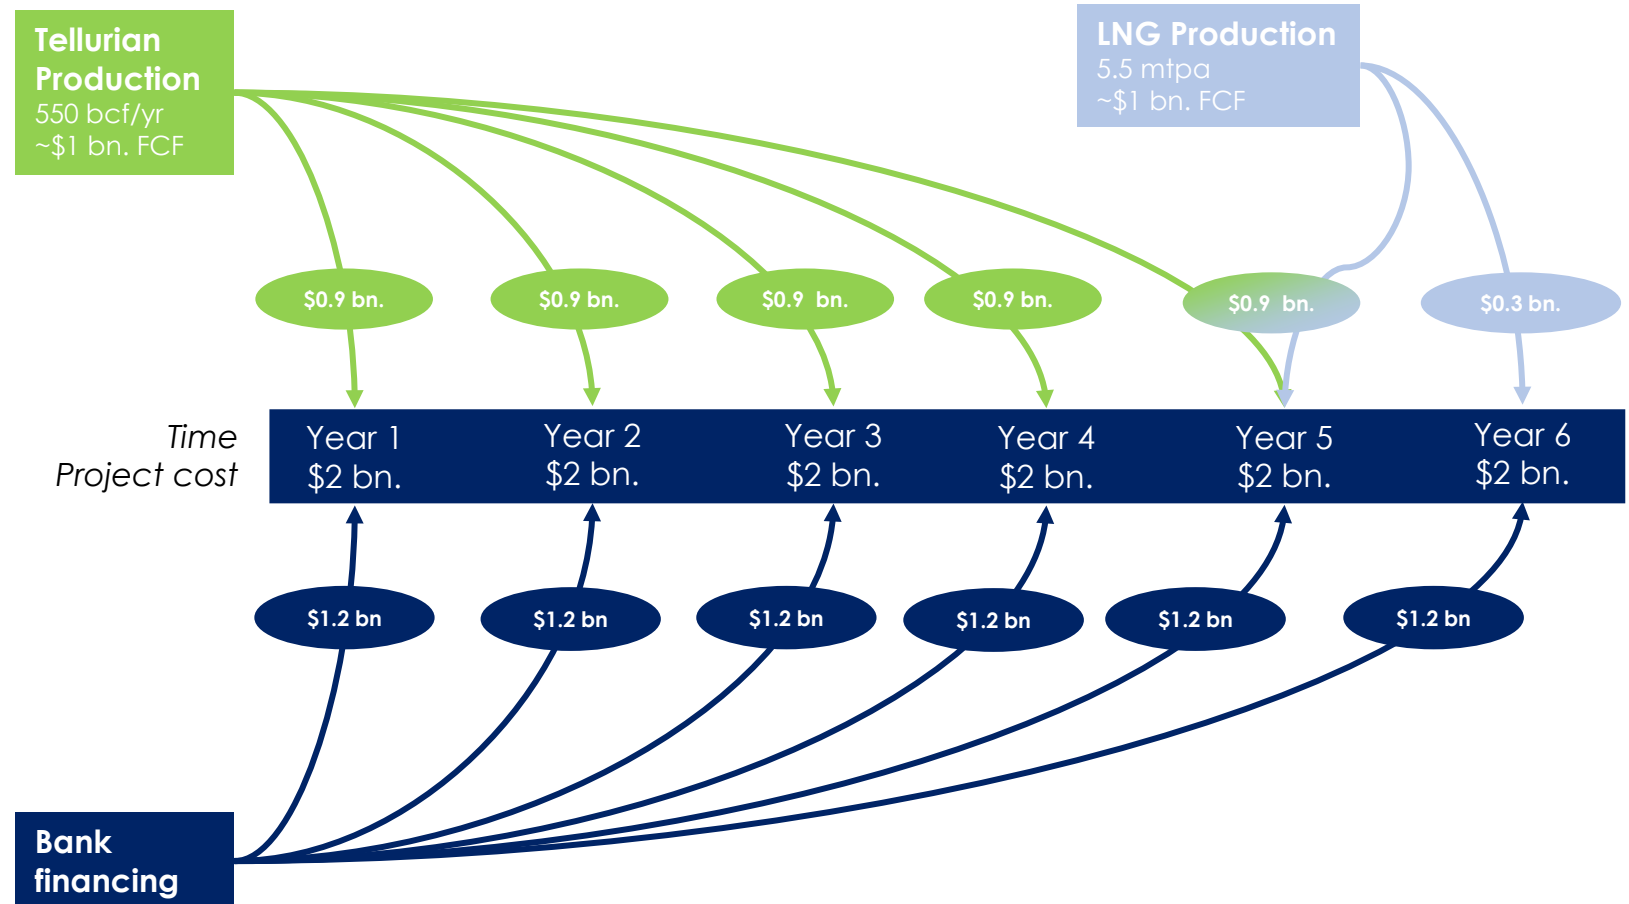 Tellurian
Production
550 bcf/yr
~$1 bn. FCF
LNG Production
5.5 mtpa
~$1 bn. FCF
$0.9 bn.
$0.9 bn.
$0.9 bn.
$0.9 bn.
$0.9 bn.
$0.3 bn.
Time
Project cost
Year 1
$2 bn.
Year 2
$2 bn.
Year 3
$2 bn.
Year 4
$2 bn.
Year 5
$2 bn.
Year 6
$2 bn.
$1.2 bn
$1.2 bn
$1.2 bn
$1.2 bn
$1.2 bn
$1.2 bn
Bank
financing